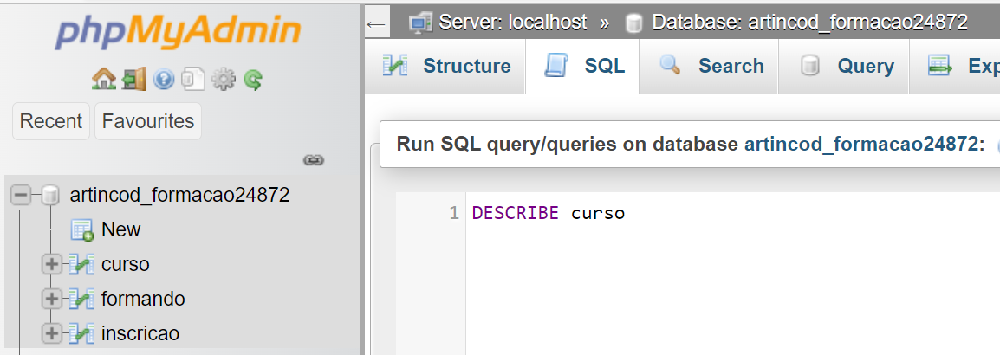 phpMyAdmin
Recent Favourites
artincod_formacao24872
New
curso
formando
inscricao
← Server: localhost » Database: artincod_formacao24872
Structure SQL Search Query Exp
Run SQL query/queries on database artincod_formacao24872:
1 DESCRIBE curso